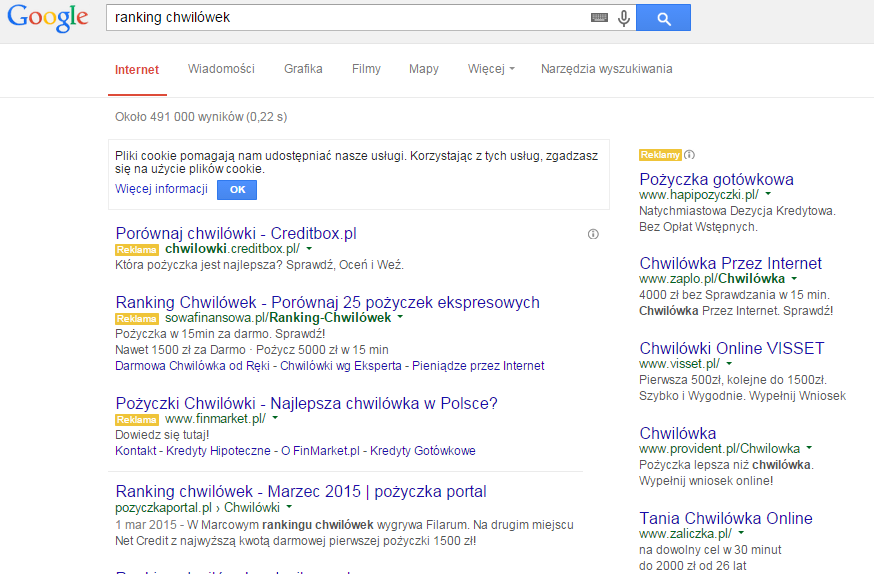 Google
ranking chwilówek
Internet Wiadomości Grafika Filmy Mapy Więcej Narzędzia wyszukiwania
Około 491 000 wyników (0,22 s)
Pliki cookie pomagają nam udostępniać nasze usługi. Korzystając z tych usług, zgadzasz
się na użycie plików cookie.
Więcej informacji OK
Porównaj chwilówki - Creditbox.pl
Reklama chwilowki.creditbox.pl/
Która pożyczka jest najlepsza? Sprawdź, Oceń i Weź.
Ranking Chwilówek - Porównaj 25 pożyczek ekspresowych
Reklama sowafinansowa.pl/Ranking-Chwilówek
Pożyczka w 15min za darmo. Sprawdź!
Nawet 1500 zł za Darmo · Pożycz 5000 zł w 15 min
Darmowa Chwilówka od Ręki - Chwilówki wg Eksperta - Pieniądze przez Internet
Pożyczki Chwilówki - Najlepsza chwilówka w Polsce?
Reklama www.finmarket.pl/
Dowiedz się tutaj!
Kontakt - Kredyty Hipoteczne - O FinMarket.pl - Kredyty Gotówkowe
Ranking chwilówek - Marzec 2015 | pożyczka portal
pozyczkaportal.pl › Chwilówki
1 mar 2015 - W Marcowym rankingu chwilówek wygrywa Filarum. Na drugim miejscu
Net Credit z najwyższą kwotą darmowej pierwszej pożyczki 1500 zł!
Reklamy
Pożyczka gotówkowa
www.hapipozyczki.pl/
Natychmiastowa Dezycja Kredytowa.
Bez Opłat Wstępnych.
Chwilówka Przez Internet
www.zaplo.pl/Chwilówka
4000 zł bez Sprawdzania w 15 min.
Chwilówka Przez Internet. Sprawdź!
Chwilówki Online VISSET
www.visset.pl/
Pierwsza 500zł, kolejne do 1500zł.
Szybko i Wygodnie. Wypełnij Wniosek
Chwilówka
www.provident.pl/Chwilowka
Pożyczka lepsza niż chwilówka.
Wypełnij wniosek online!
Tania Chwilówka Online
www.zaliczka.pl/
na dowolny cel w 30 minut
do 2000 zł od 26 lat